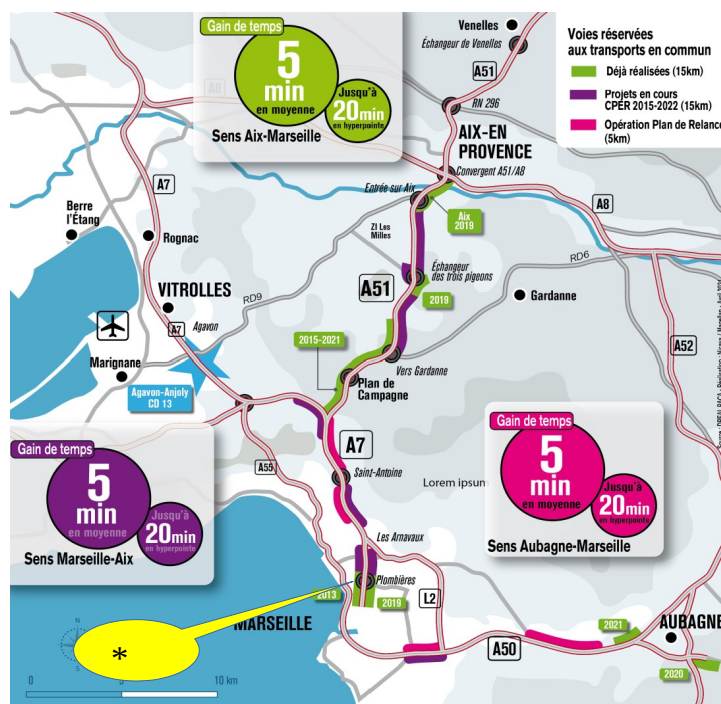 Gain de temps
5
min
en moyenne
Jusqu'à
20min
en hyperpointe
Sens Aix-Marseille
Venelles
Échangeur de Venelles
A51
RN 296
Voies réservées
aux transports en commun
Déjà réalisées (15km)
Projets en cours
CPER 2015-2022 (15km)
Opération Plan de Relance
(5km)
AIX-EN
PROVENCE
Convergent A51/A8
A7
Entrée sur Aix
A8
Berre
l'Étang
Rognac
ZI Les
Milles
Aix
2019
Échangeur
des trois pigeons
RD6
A51
2019
Gardanne
VITROLLES
RD9
A7
Agavon
A52
2015-2021
Vers Gardanne
Marignane
Plan de
Campagne
Agavon-Anjoly
CD 13
Gain de temps
5
min
en moyenne
Jusqu'à
20min
en hyperpointe
Sens Aubagne-Marseille
A7
Gain de temps
5
min
en moyenne
Jusqu'à
20min
en hyperpointe
Sens Marseille-Aix
A55
Saint-Antoine
Lorem ipsum
Les Arnavaux
Plombières
2013
2019
L2
MARSEILLE
N
S
*
2021
AUBAGNE
A50
2020
0
5
10 km